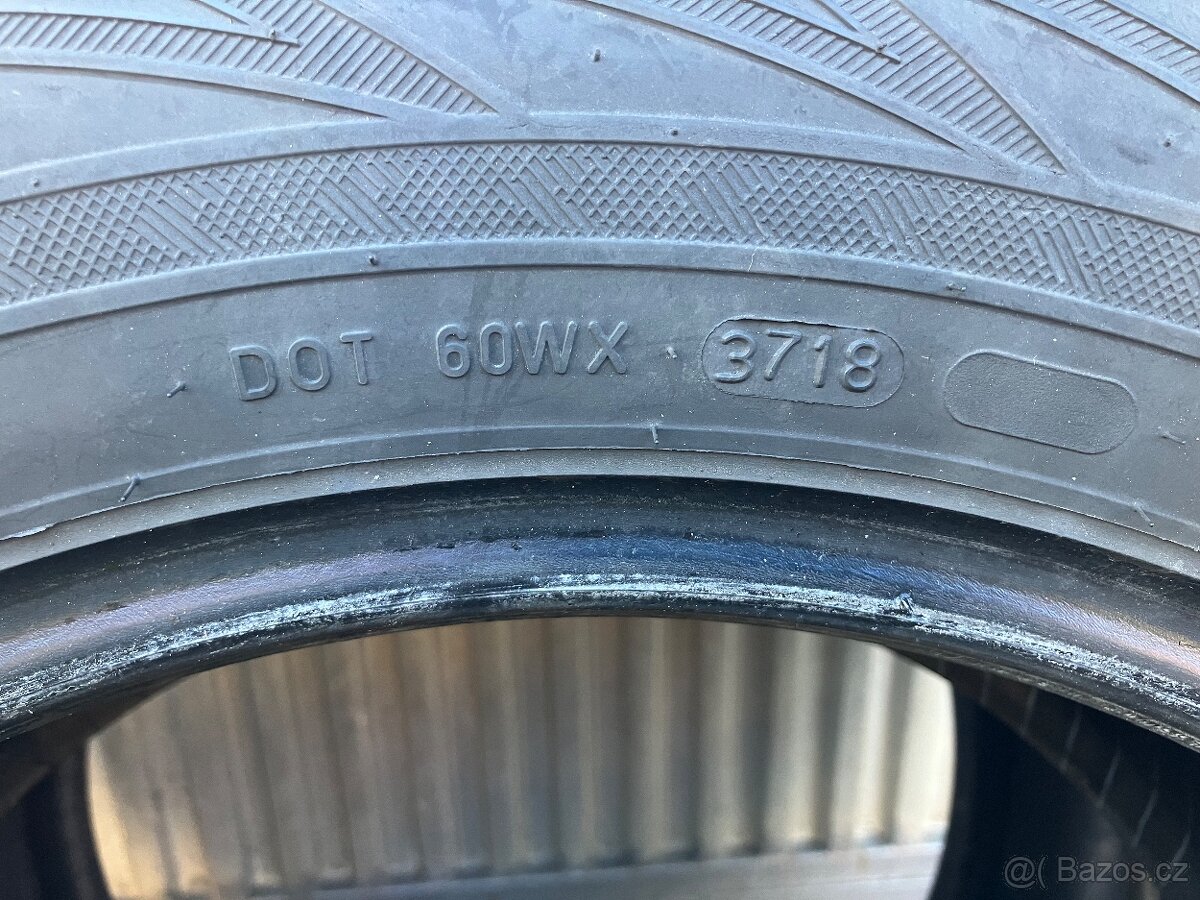 DOT 60WX 3718
@( Bazos.cz